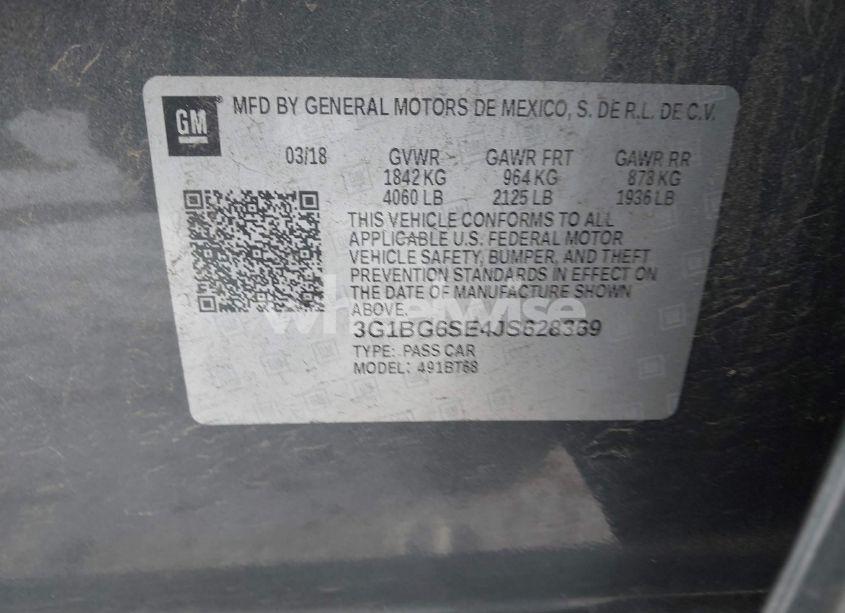 GM
MFD BY GENERAL MOTORS DE MEXICO, S. DE R.L. DE C.V.
03/18 GVWR GAWR FRT GAWR RR
1842 KG 964 KG 878 KG
4060 LB 2125 LB 1936 LB
THIS VEHICLE CONFORMS TO ALL
APPLICABLE U.S. FEDERAL MOTOR
VEHICLE SAFETY, BUMPER, AND THEFT
PREVENTION STANDARDS IN EFFECT ON
THE DATE OF MANUFACTURE SHOWN
ABOVE.
3G1BG6SE4JS628369
TYPE: PASS CAR
MODEL: 491BT68